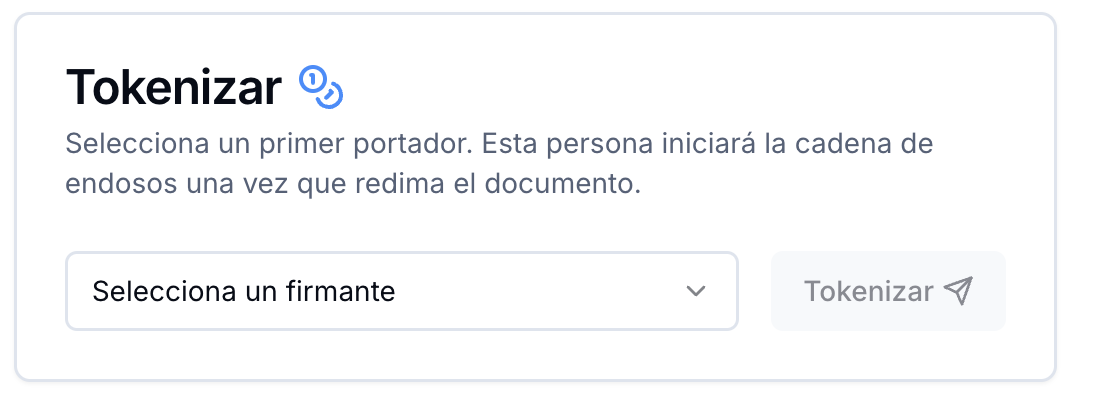 Tokenizar
Selecciona un primer portador. Esta persona iniciará la cadena de
endosos una vez que redima el documento.
Selecciona un firmante
Tokenizar